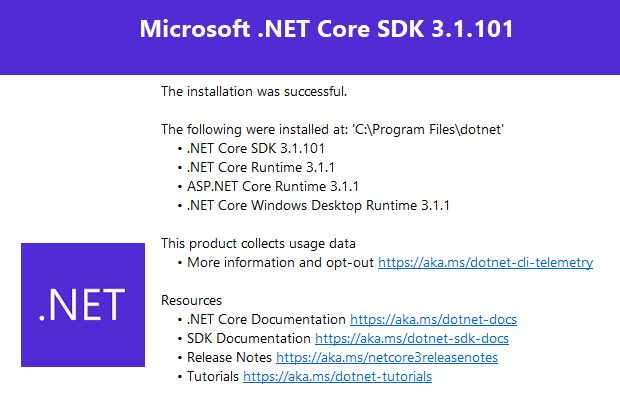 Microsoft .NET Core SDK 3.1.101
The installation was successful.
The following were installed at: 'C:\Program Files\dotnet'
• .NET Core SDK 3.1.101
• .NET Core Runtime 3.1.1
• ASP.NET Core Runtime 3.1.1
• .NET Core Windows Desktop Runtime 3.1.1
This product collects usage data
• More information and opt-out https://aka.ms/dotnet-cli-telemetry
.NET
Resources
• .NET Core Documentation https://aka.ms/dotnet-docs
• SDK Documentation https://aka.ms/dotnet-sdk-docs
• Release Notes https://aka.ms/netcore3releasenotes
• Tutorials https://aka.ms/dotnet-tutorials